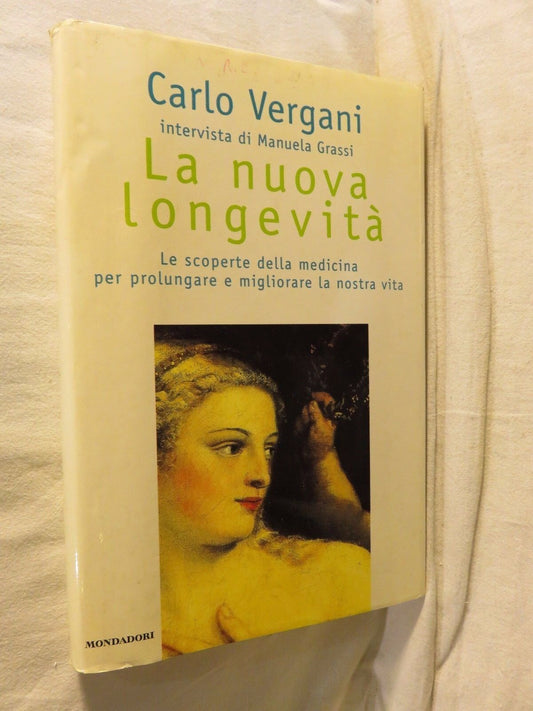 Carlo Vergani
intervista di Manuela Grassi
La nuova
longevità
Le scoperte della medicina
per prolungare e migliorare la nostra vita
MONDADORI